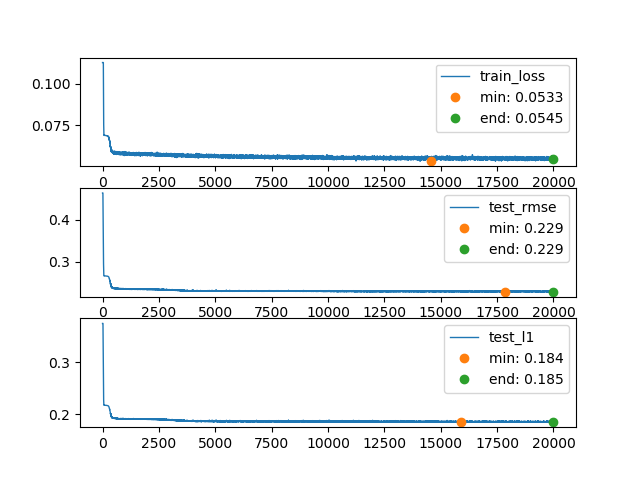 0.100
0.075
train_loss
min: 0.0533
end: 0.0545
0 2500 5000 7500 10000 12500 15000 17500 20000
0.4
0.3
test_rmse
min: 0.229
end: 0.229
0 2500 5000 7500 10000 12500 15000 17500 20000
0.3
0.2
test_l1
min: 0.184
end: 0.185
0 2500 5000 7500 10000 12500 15000 17500 20000